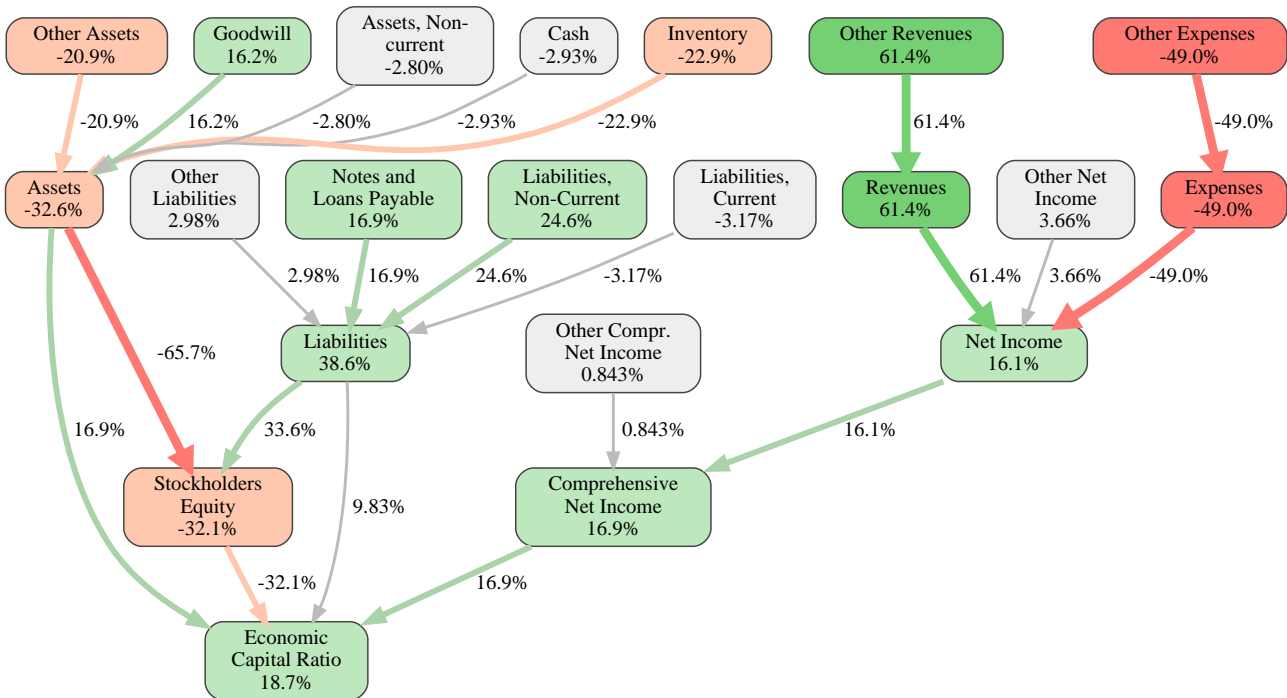 Other Assets
-20.9%
Goodwill
16.2%
Assets, Non-
current
-2.80%
Cash
-2.93%
Inventory
-22.9%
Other Revenues
61.4%
Other Expenses
-49.0%
-20.9%
16.2%
-2.80%
-2.93%
-22.9%
61.4%
-49.0%
Assets
-32.6%
Other
Liabilities
2.98%
Notes and
Loans Payable
16.9%
Liabilities,
Non-Current
24.6%
Liabilities,
Current
-3.17%
Revenues
61.4%
Other Net
Income
3.66%
Expenses
-49.0%
2.98%
16.9%
24.6%
-3.17%
61.4%
3.66%
-49.0%
-65.7%
Liabilities
38.6%
Other Compr.
Net Income
0.843%
Net Income
16.1%
16.9%
33.6%
0.843%
16.1%
Stockholders
Equity
-32.1%
9.83%
Comprehensive
Net Income
16.9%
-32.1%
16.9%
Economic
Capital Ratio
18.7%